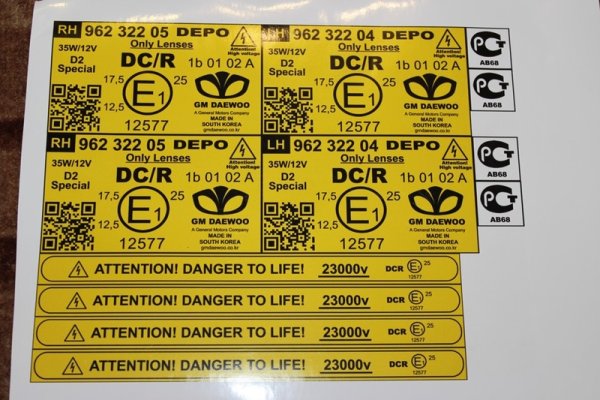 RH 962 322 05 DEPO
Only Lenses
35W/12V
D2
Special
DC/R
1b 01 02 A
Attention!
High voltage
17,5
12,5
E1
25
12577
GM DAEWOO
A General Motors Company
MADE IN
SOUTH KOREA
gmdaewoo.co.kr
962 322 04 DEPO
Only Lenses
35W/12V
D2
Special
DC/R
1b 01 02 A
Attention!
High voltage
17,5
12,5
E1
25
12577
GM DAEWOO
A General Motors Company
MADE IN
SOUTH KOREA
gmdaewoo.co.kr
AB68
AB68
RH 962 322 05 DEPO
Only Lenses
35W/12V
D2
Special
DC/R
1b 01 02 A
Attention!
High voltage
17,5
12,5
E1
25
12577
GM DAEWOO
A General Motors Company
MADE IN
SOUTH KOREA
gmdaewoo.co.kr
LH 962 322 04 DEPO
Only Lenses
35W/12V
D2
Special
DC/R
1b 01 02 A
Attention!
High voltage
17,5
12,5
E1
25
12577
GM DAEWOO
A General Motors Company
MADE IN
SOUTH KOREA
gmdaewoo.co.kr
AB68
AB68
ATTENTION! DANGER TO LIFE! 23000v DCR E1 25
12577
ATTENTION! DANGER TO LIFE! 23000v DCR E1 25
12577
ATTENTION! DANGER TO LIFE! 23000v DCR E1 25
12577
ATTENTION! DANGER TO LIFE! 23000v DCR E1 25
12577